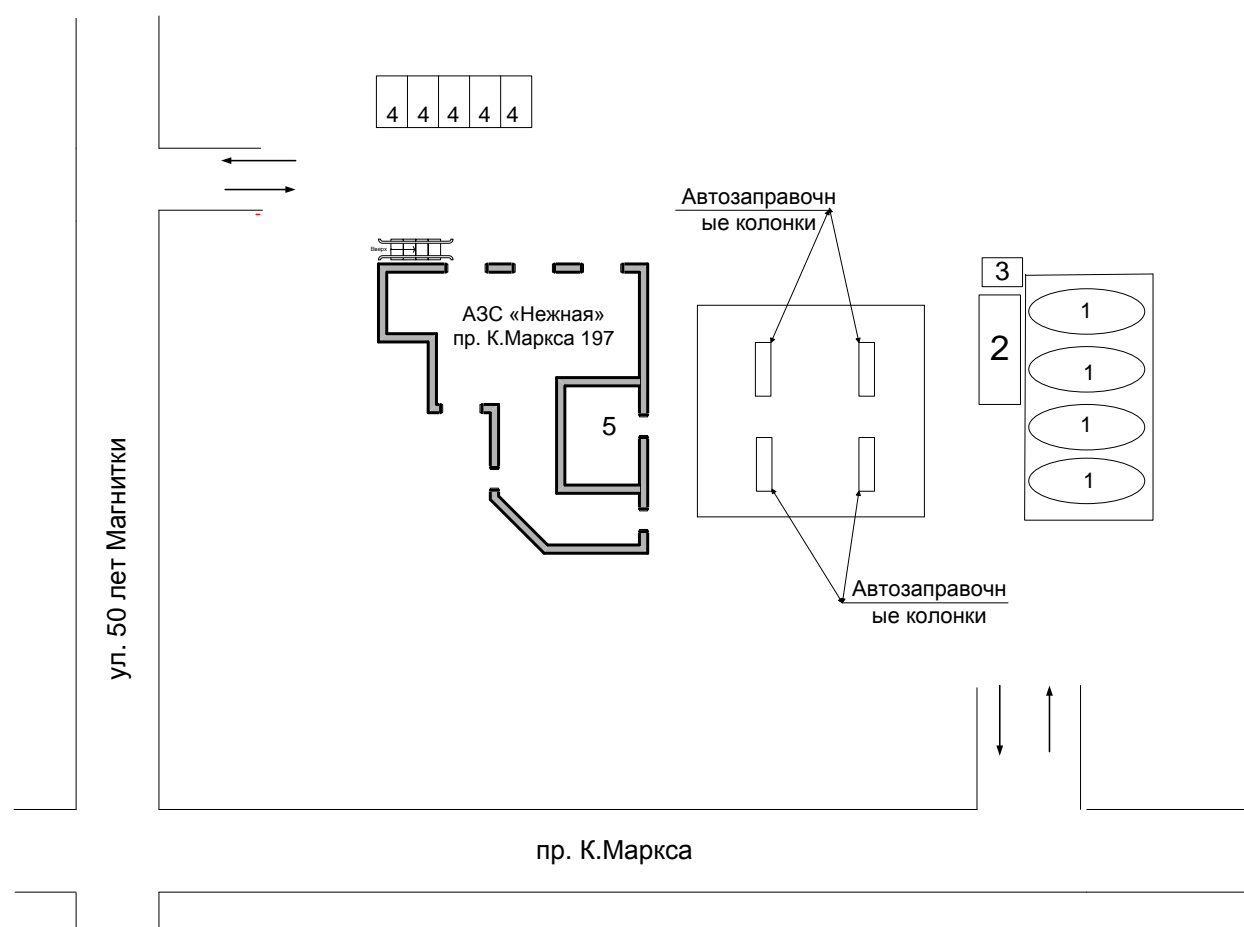 4 4 4 4 4
Автозаправочн
ые колонки
Вверх
3
АЗС «Нежная»
пр. К.Маркса 197
1
2
1
5
1
1
ул. 50 лет Магнитки
Автозаправочн
ые колонки
пр. К.Маркса